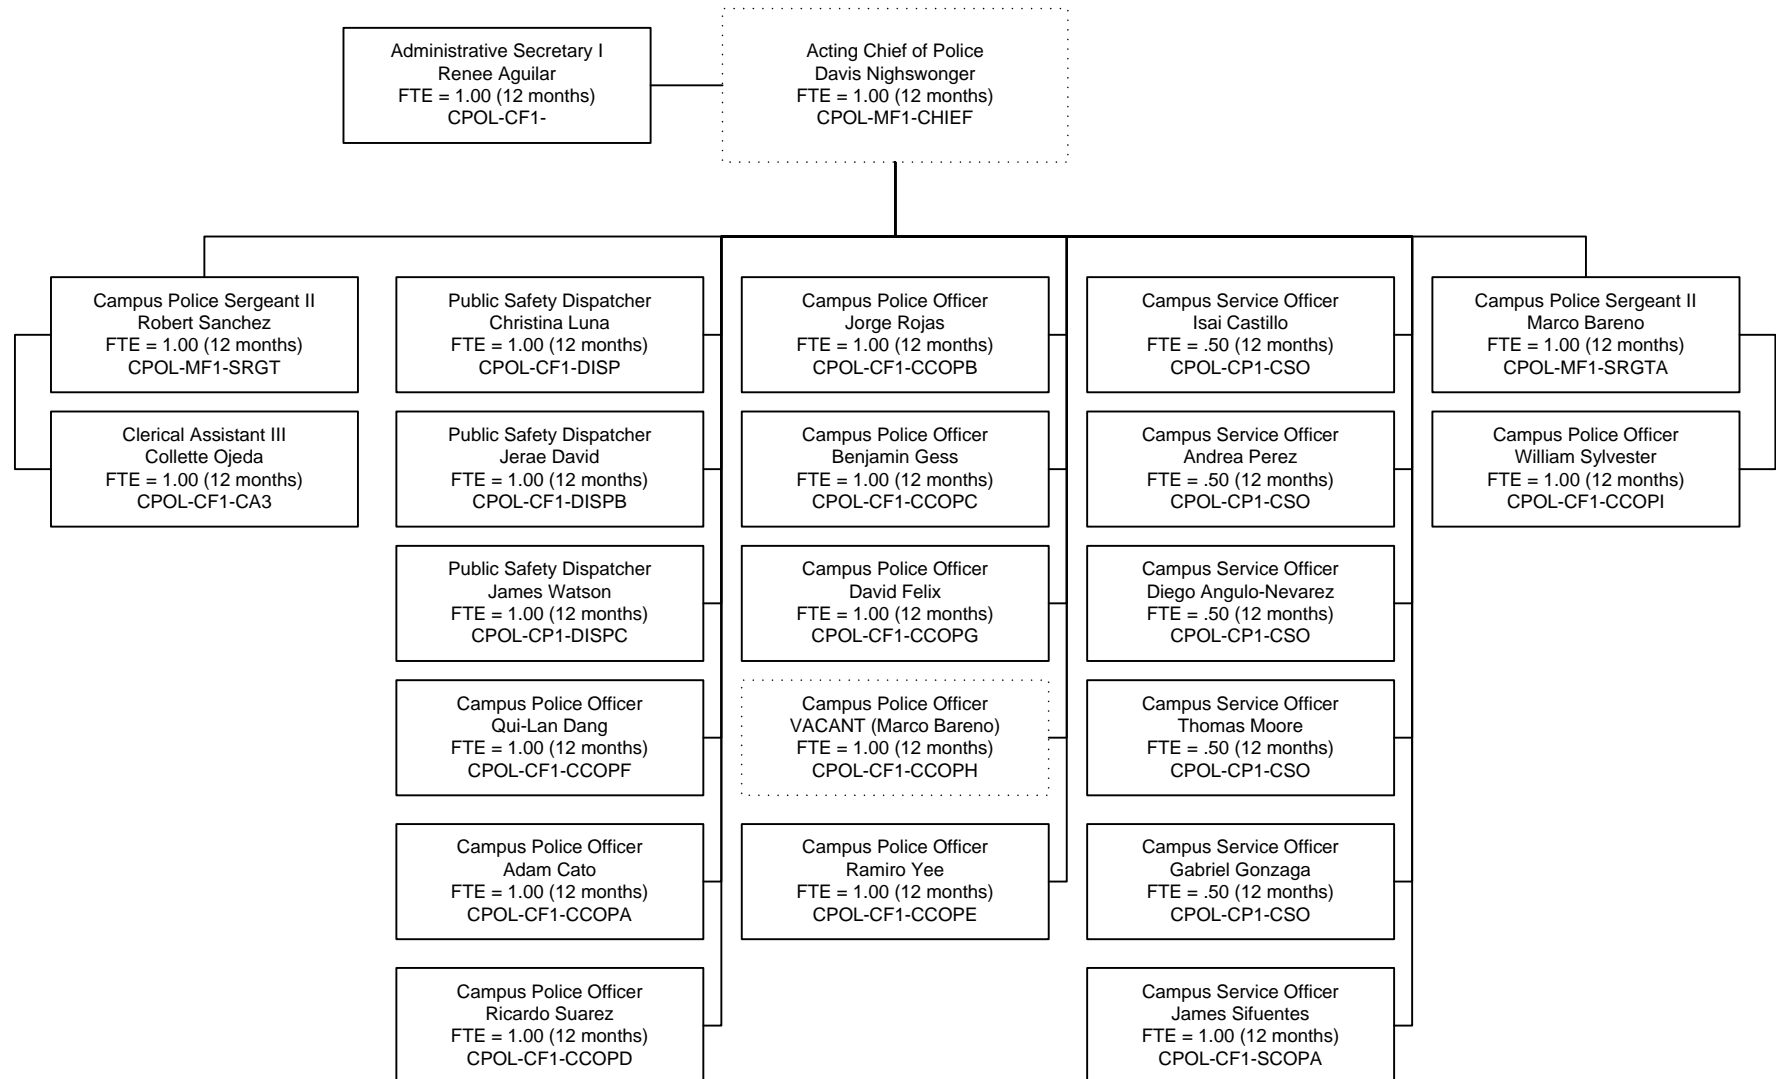 Administrative Secretary I
Renee Aguilar
FTE = 1.00 (12 months)
CPOL-CF1-
Acting Chief of Police
Davis Nighswonger
FTE = 1.00 (12 months)
CPOL-MF1-CHIEF
Campus Police Sergeant II
Robert Sanchez
FTE = 1.00 (12 months)
CPOL-MF1-SRGT
Public Safety Dispatcher
Christina Luna
FTE = 1.00 (12 months)
CPOL-CF1-DISP
Campus Police Officer
Jorge Rojas
FTE = 1.00 (12 months)
CPOL-CF1-CCOPB
Campus Service Officer
Isai Castillo
FTE = .50 (12 months)
CPOL-CP1-CSO
Campus Police Sergeant II
Marco Bareno
FTE = 1.00 (12 months)
CPOL-MF1-SRGTA
Clerical Assistant III
Collette Ojeda
FTE = 1.00 (12 months)
CPOL-CF1-CA3
Public Safety Dispatcher
Jerae David
FTE = 1.00 (12 months)
CPOL-CF1-DISPB
Campus Police Officer
Benjamin Gess
FTE = 1.00 (12 months)
CPOL-CF1-CCOPC
Campus Service Officer
Andrea Perez
FTE = .50 (12 months)
CPOL-CP1-CSO
Campus Police Officer
William Sylvester
FTE = 1.00 (12 months)
CPOL-CF1-CCOPI
Public Safety Dispatcher
James Watson
FTE = 1.00 (12 months)
CPOL-CP1-DISPC
Campus Police Officer
David Felix
FTE = 1.00 (12 months)
CPOL-CF1-CCOPG
Campus Service Officer
Diego Angulo-Nevarez
FTE = .50 (12 months)
CPOL-CP1-CSO
Campus Police Officer
Qui-Lan Dang
FTE = 1.00 (12 months)
CPOL-CF1-CCOPF
Campus Police Officer
VACANT (Marco Bareno)
FTE = 1.00 (12 months)
CPOL-CF1-CCOPH
Campus Service Officer
Thomas Moore
FTE = .50 (12 months)
CPOL-CP1-CSO
Campus Police Officer
Adam Cato
FTE = 1.00 (12 months)
CPOL-CF1-CCOPA
Campus Police Officer
Ramiro Yee
FTE = 1.00 (12 months)
CPOL-CF1-CCOPE
Campus Service Officer
Gabriel Gonzaga
FTE = .50 (12 months)
CPOL-CP1-CSO
Campus Police Officer
Ricardo Suarez
FTE = 1.00 (12 months)
CPOL-CF1-CCOPD
Campus Service Officer
James Sifuentes
FTE = 1.00 (12 months)
CPOL-CF1-SCOPA